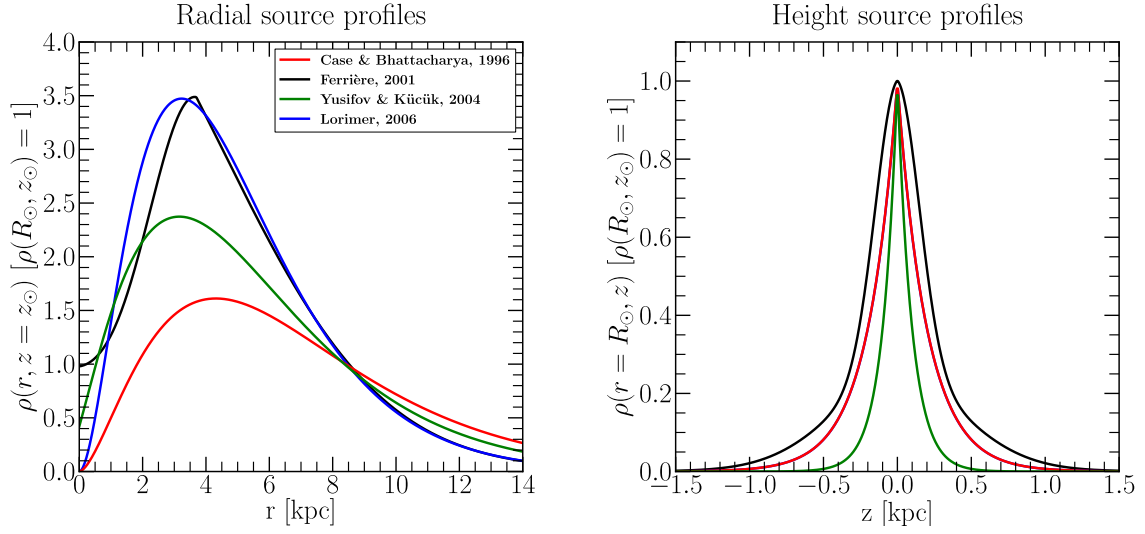 Radial source profiles
ρ(r, z = z⊙) [ρ(R⊙, z⊙) = 1]
4.0
3.5
3.0
2.5
2.0
1.5
1.0
0.5
0.0
Case & Bhattacharya, 1996
Ferrière, 2001
Yusifov & Kücük, 2004
Lorimer, 2006
0 2 4 6 8 10 12 14
r [kpc]
Height source profiles
ρ(r = R⊙, z) [ρ(R⊙, z⊙) = 1]
1.0
0.8
0.6
0.4
0.2
0.0
−1.5 −1.0 −0.5 0.0 0.5 1.0 1.5
z [kpc]